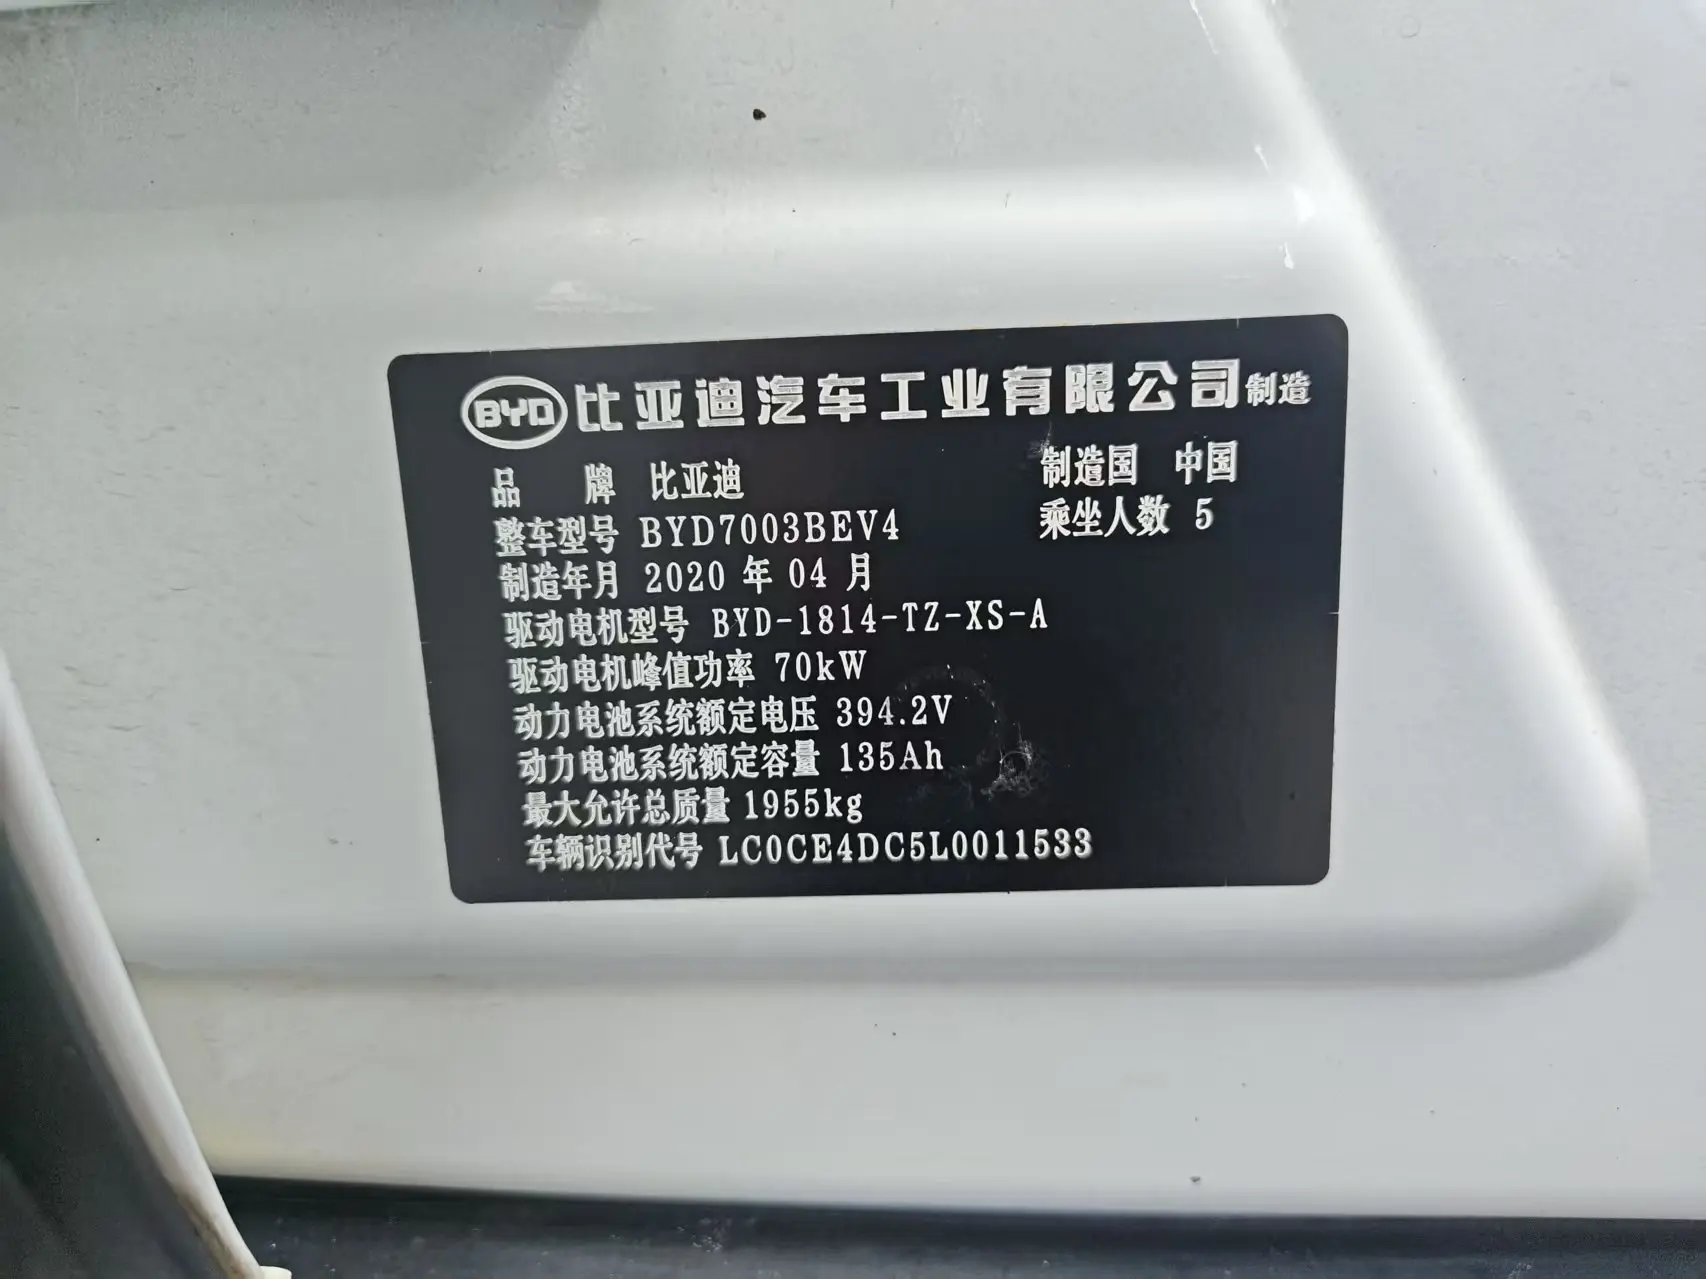 BYD 比亚迪汽车工业有限公司制造
品 牌 比亚迪 制造国 中国
整车型号 BYD7003BEV4 乘坐人数 5
制造年月 2020 年 04 月
驱动电机型号 BYD-1814-TZ-XS-A
驱动电机峰值功率 70kW
动力电池系统额定电压 394.2V
动力电池系统额定容量 135Ah
最大允许总质量 1955kg
车辆识别代号 LC0CE4DC5L0011533